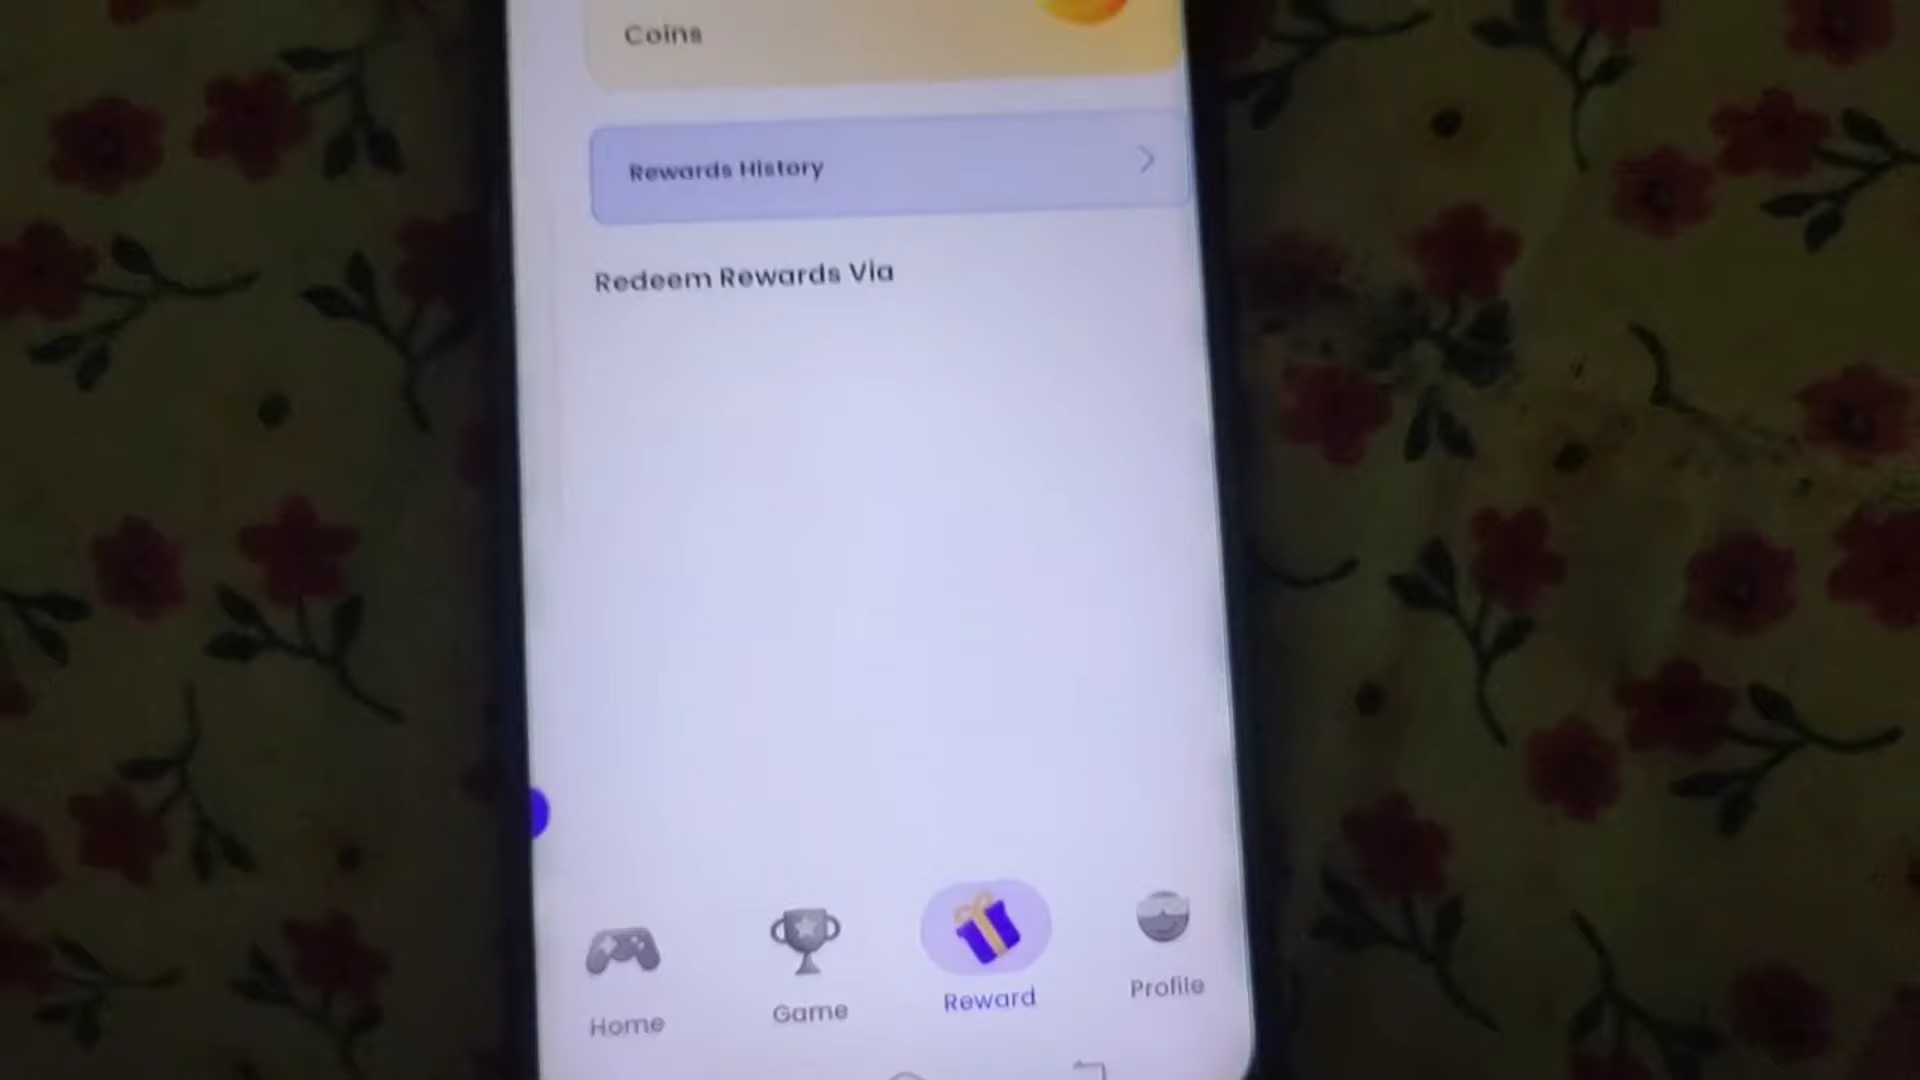 Coins
Rewards History
Redeem Rewards Via
Home
Game
Reward
Profile